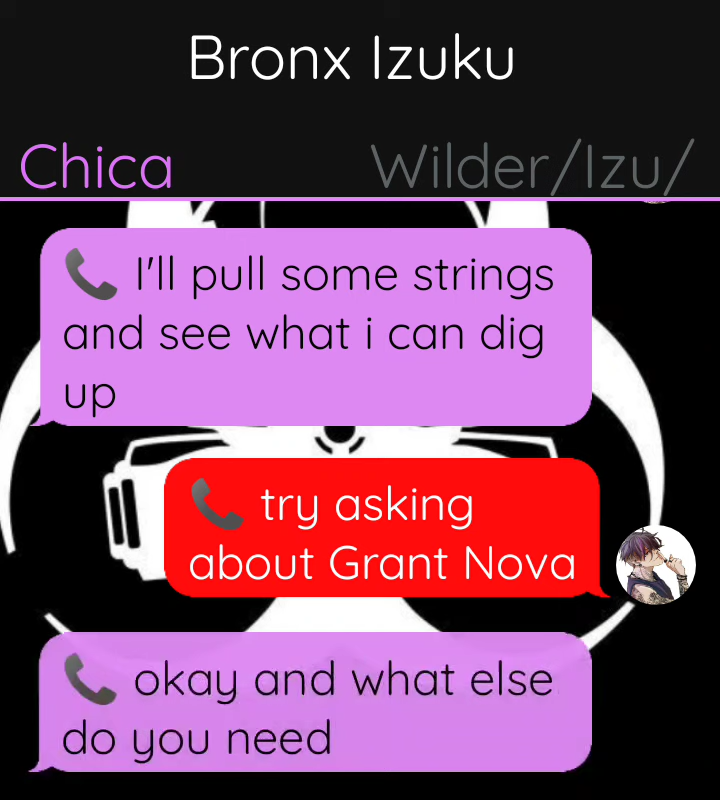 Bronx Izuku
Chica Wilder/Izu/
📞 I'll pull some strings
and see what i can dig
up
📞 try asking
about Grant Nova
📞 okay and what else
do you need